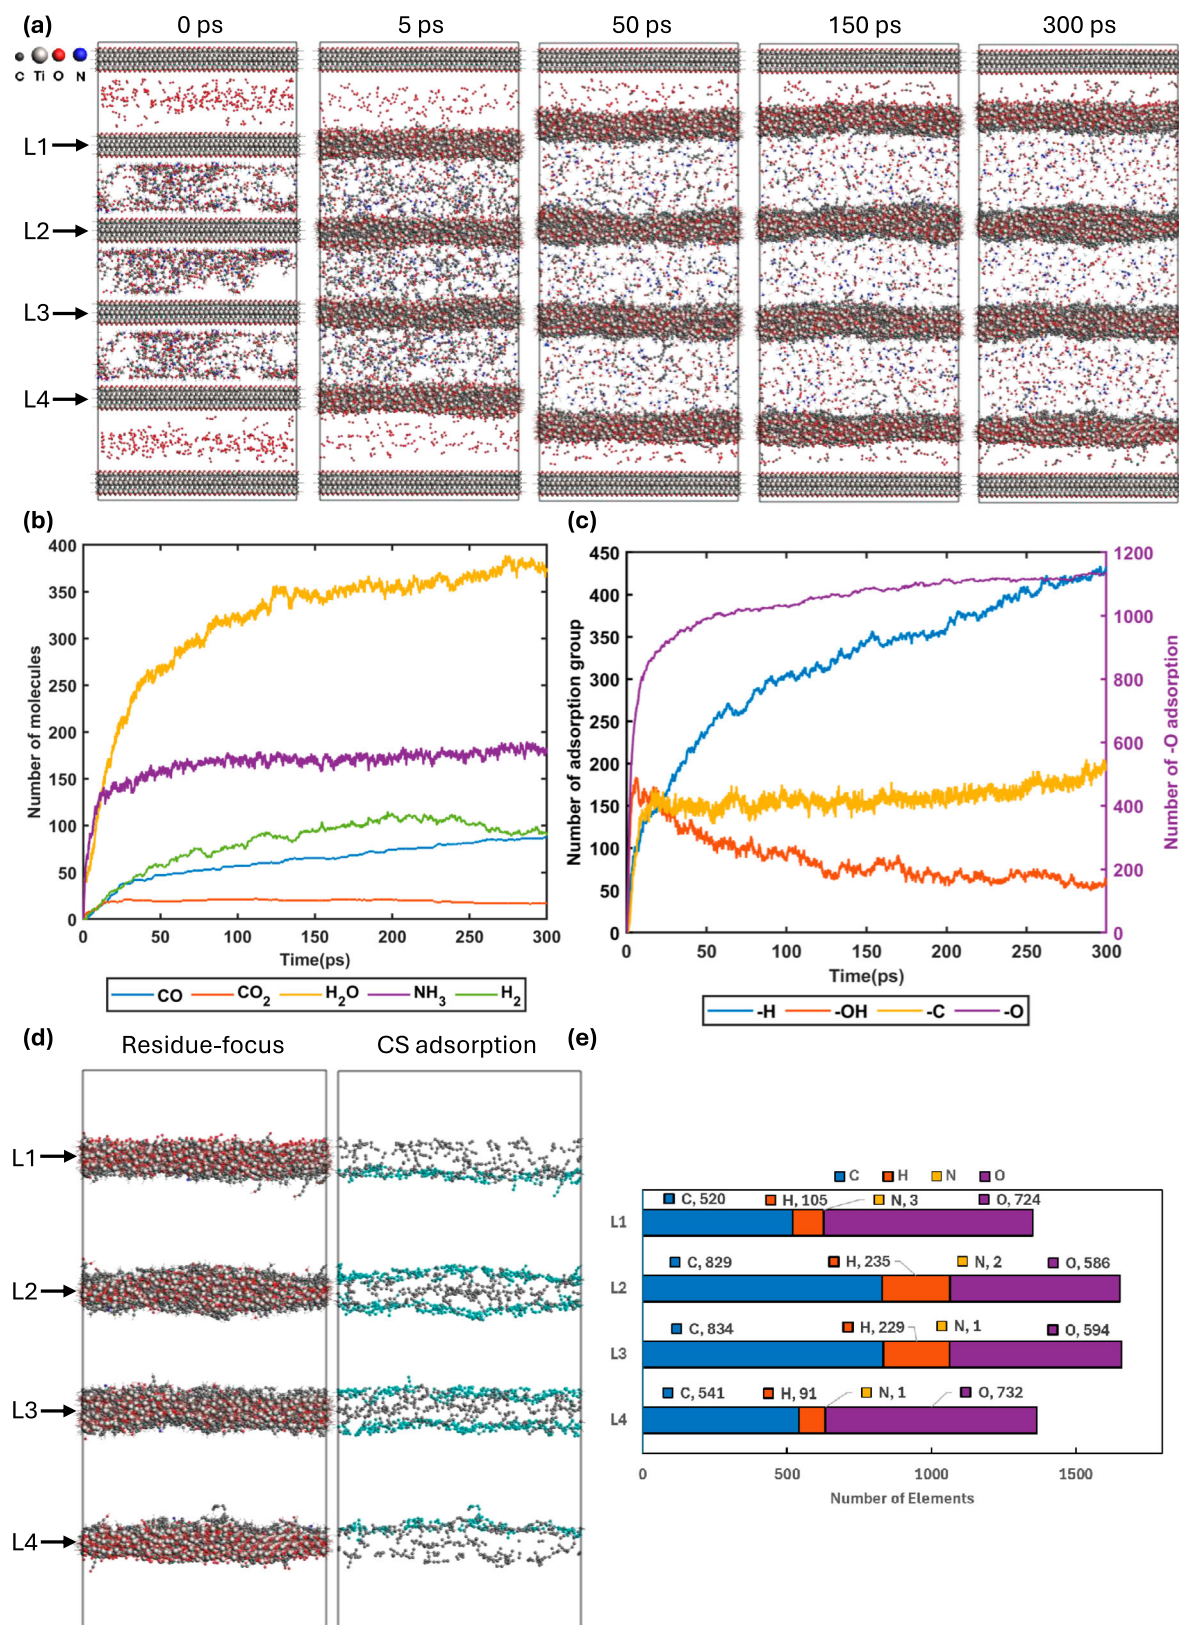 (a)
0 ps 5 ps 50 ps 150 ps 300 ps
C Ti O N
L1
L2
L3
L4
(b)
400
350
300
250
200
150
100
50
0
Number of molecules
0 50 100 150 200 250 300
Time(ps)
CO CO2 H2O NH3 H2
(c)
450
400
350
300
250
200
150
100
50
0
Number of adsorption group
1200
1000
800
600
400
200
0
Number of -O adsorption
0 50 100 150 200 250 300
Time(ps)
-H -OH -C -O
(d)
Residue-focus CS adsorption
L1
L2
L3
L4
(e)
C H N O
C, 520 H, 105 N, 3 O, 724
L1
C, 829 H, 235 N, 2 O, 586
L2
C, 834 H, 229 N, 1 O, 594
L3
C, 541 H, 91 N, 1 O, 732
L4
0 500 1000 1500
Number of Elements